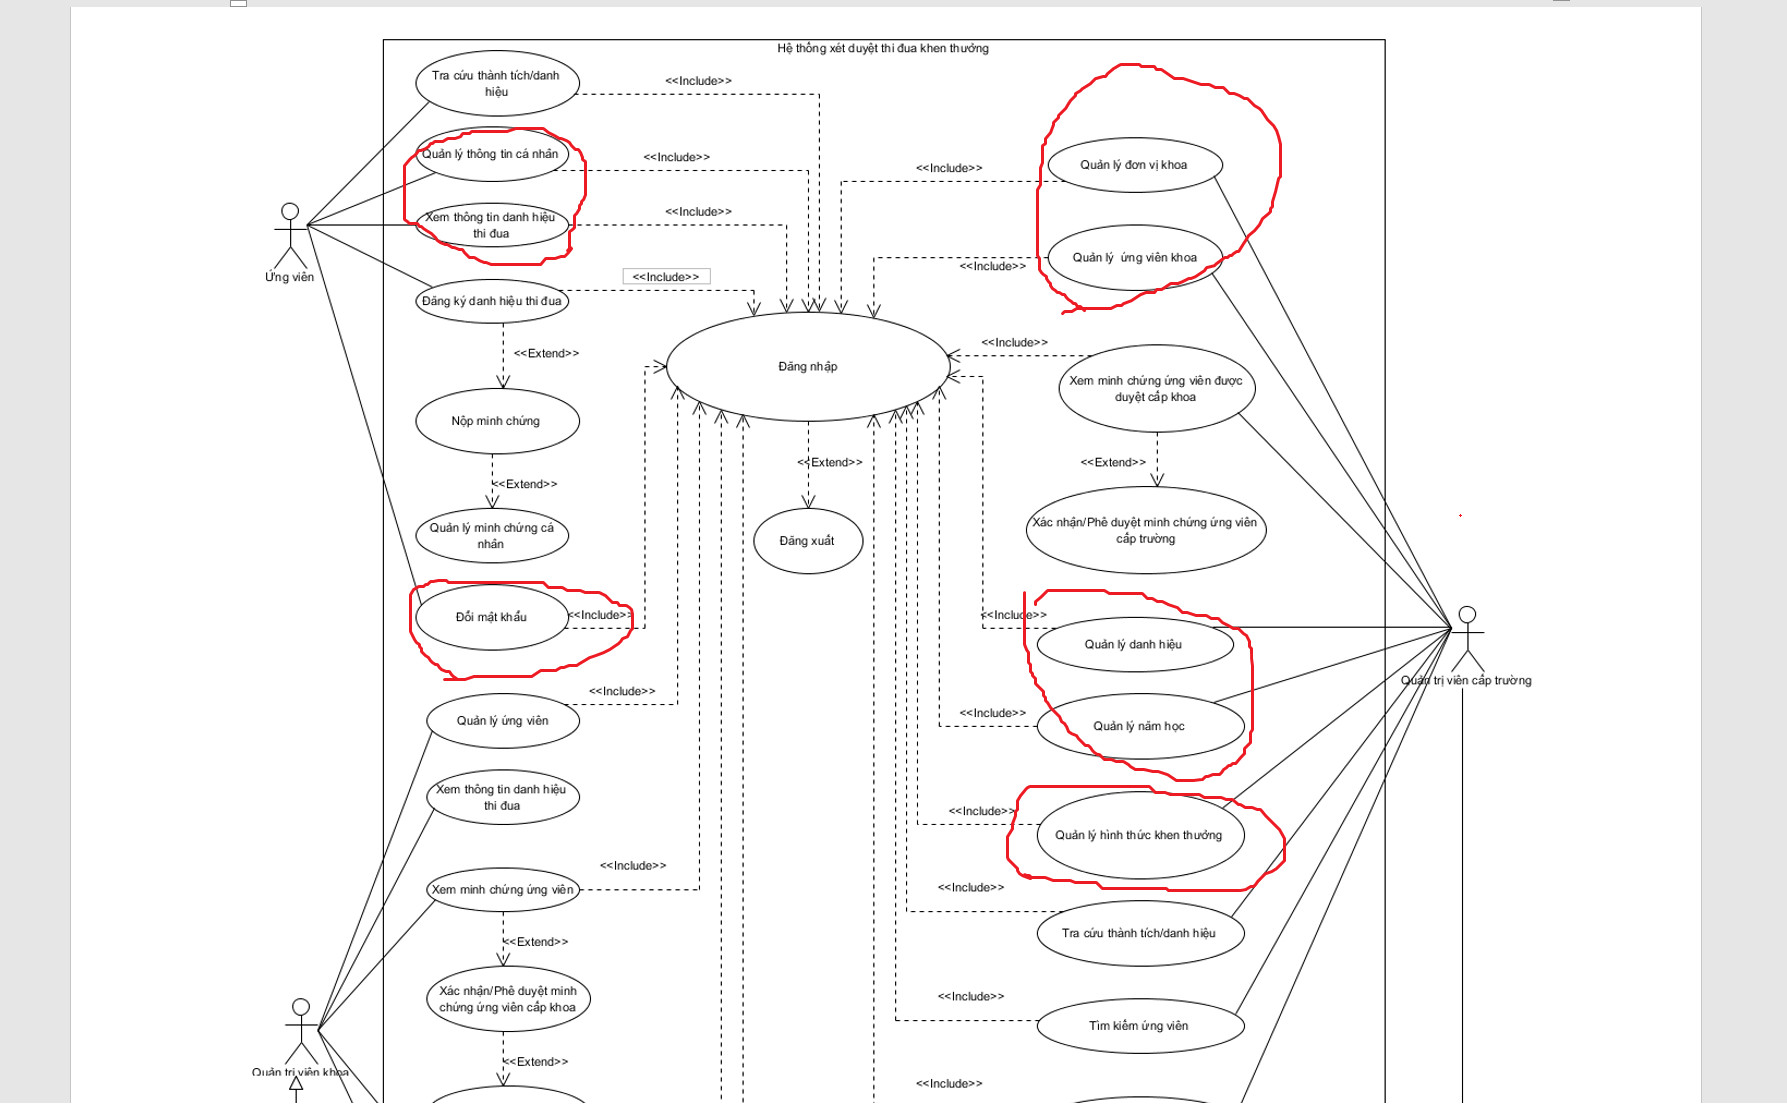 Hệ thống xét duyệt thi đua khen thưởng
Tra cứu thành tích/danh
hiệu
<<Include>>
Quản lý thông tin cá nhân
<<Include>>
Xem thông tin danh hiệu
thi đua
<<Include>>
Ứng viên
Đăng ký danh hiệu thi đua
<<Include>>
<<Extend>>
Nộp minh chứng
<<Extend>>
Quản lý minh chứng cá
nhân
Đổi mật khẩu
<<Include>>
Quản lý ứng viên
<<Include>>
Xem thông tin danh hiệu
thi đua
Xem minh chứng ứng viên
<<Include>>
<<Extend>>
Xác nhận/Phê duyệt minh
chứng ứng viên cấp khoa
<<Extend>>
Quản trị viên khoa
Đăng nhập
<<Extend>>
Đăng xuất
<<Include>>
Quản lý đơn vị khoa
<<Include>>
Quản lý ứng viên khoa
<<Include>>
Xem minh chứng ứng viên được
duyệt cấp khoa
<<Extend>>
Xác nhận/Phê duyệt minh chứng ứng viên
cấp trường
<<Include>>
Quản lý danh hiệu
<<Include>>
Quản lý năm học
<<Include>>
Quản lý hình thức khen thưởng
<<Include>>
Tra cứu thành tích/danh hiệu
<<Include>>
Tìm kiếm ứng viên
<<Include>>
Quản trị viên cấp trường